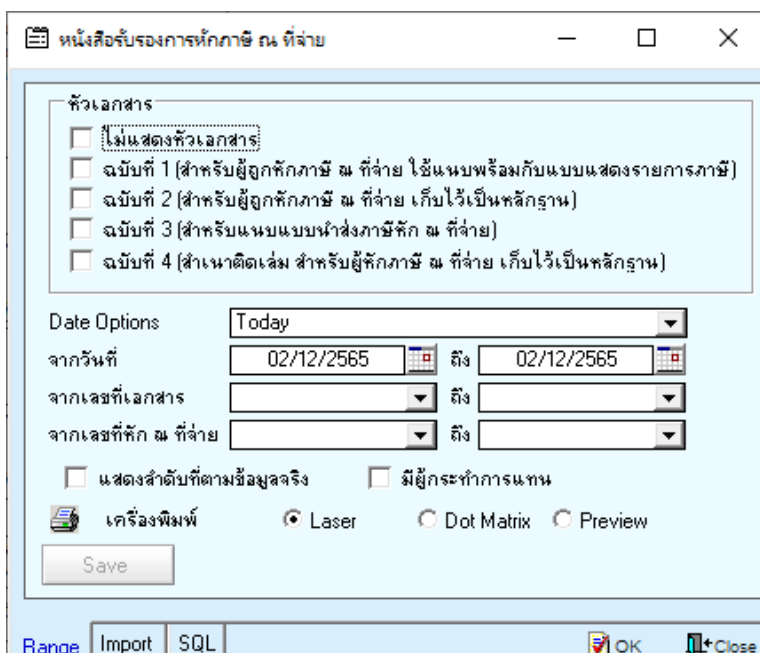 หนังสือรับรองการหักภาษี ณ ที่จ่าย
หัวเอกสาร
ไม่แสดงหัวเอกสาร
ฉบับที่ 1 (สำหรับผู้ถูกหักภาษี ณ ที่จ่าย ใช้แนบพร้อมกับแบบแสดงรายการภาษี)
ฉบับที่ 2 (สำหรับผู้ถูกหักภาษี ณ ที่จ่าย เก็บไว้เป็นหลักฐาน)
ฉบับที่ 3 (สำหรับแนบแบบนำส่งภาษีหัก ณ ที่จ่าย)
ฉบับที่ 4 (สำเนาติดเล่ม สำหรับผู้หักภาษี ณ ที่จ่าย เก็บไว้เป็นหลักฐาน)
Date Options Today
จากวันที่ 02/12/2565 ถึง 02/12/2565
จากเลขที่เอกสาร ถึง
จากเลขที่หัก ณ ที่จ่าย ถึง
แสดงลำดับที่ตามข้อมูลจริง มีผู้กระทำการแทน
เครื่องพิมพ์ Laser Dot Matrix Preview
Save
Range Import SQL OK Close